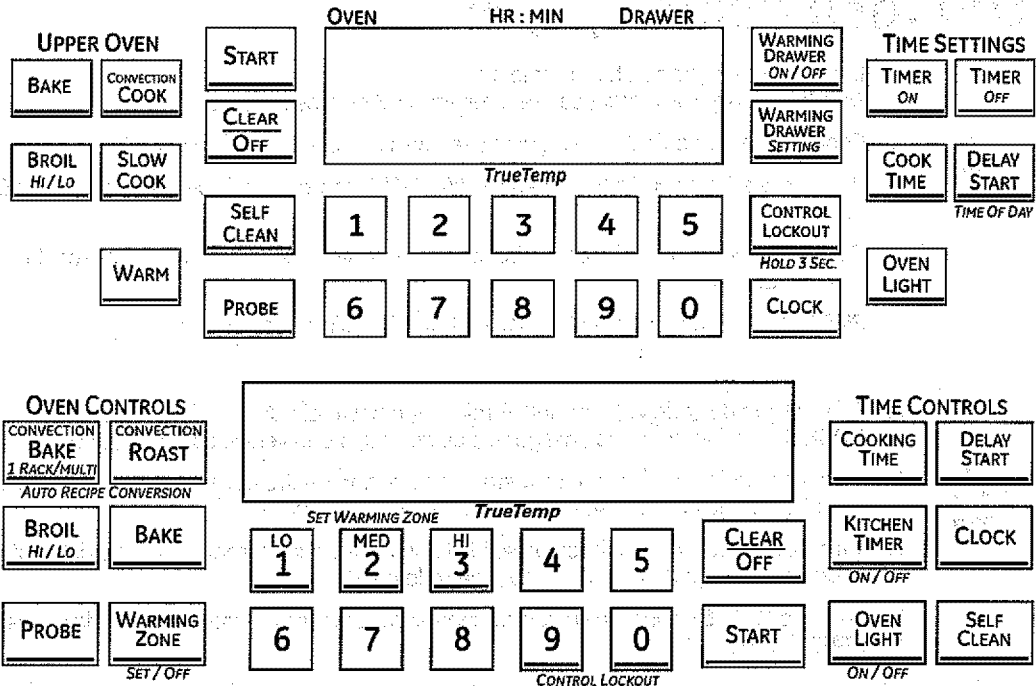 OVEN HR : MIN DRAWER
UPPER OVEN
BAKE
CONVECTION
COOK
BROIL
HI / LO
SLOW
COOK
WARM
START
CLEAR
OFF
SELF
CLEAN
PROBE
TrueTemp
1 2 3 4 5
6 7 8 9 0
WARMING
DRAWER
ON / OFF
WARMING
DRAWER
SETTING
CONTROL
LOCKOUT
HOLD 3 SEC.
CLOCK
TIME SETTINGS
TIMER
ON
TIMER
OFF
COOK
TIME
DELAY
START
TIME OF DAY
OVEN
LIGHT
OVEN CONTROLS
CONVECTION
BAKE
1 RACK/MULTI
CONVECTION
ROAST
AUTO RECIPE CONVERSION
BROIL
HI / LO
BAKE
PROBE
WARMING
ZONE
SET / OFF
SET WARMING ZONE TrueTemp
LO MED HI
1 2 3 4 5
6 7 8 9 0
CONTROL LOCKOUT
CLEAR
OFF
START
TIME CONTROLS
COOKING
TIME
DELAY
START
KITCHEN
TIMER
ON / OFF
CLOCK
OVEN
LIGHT
ON / OFF
SELF
CLEAN